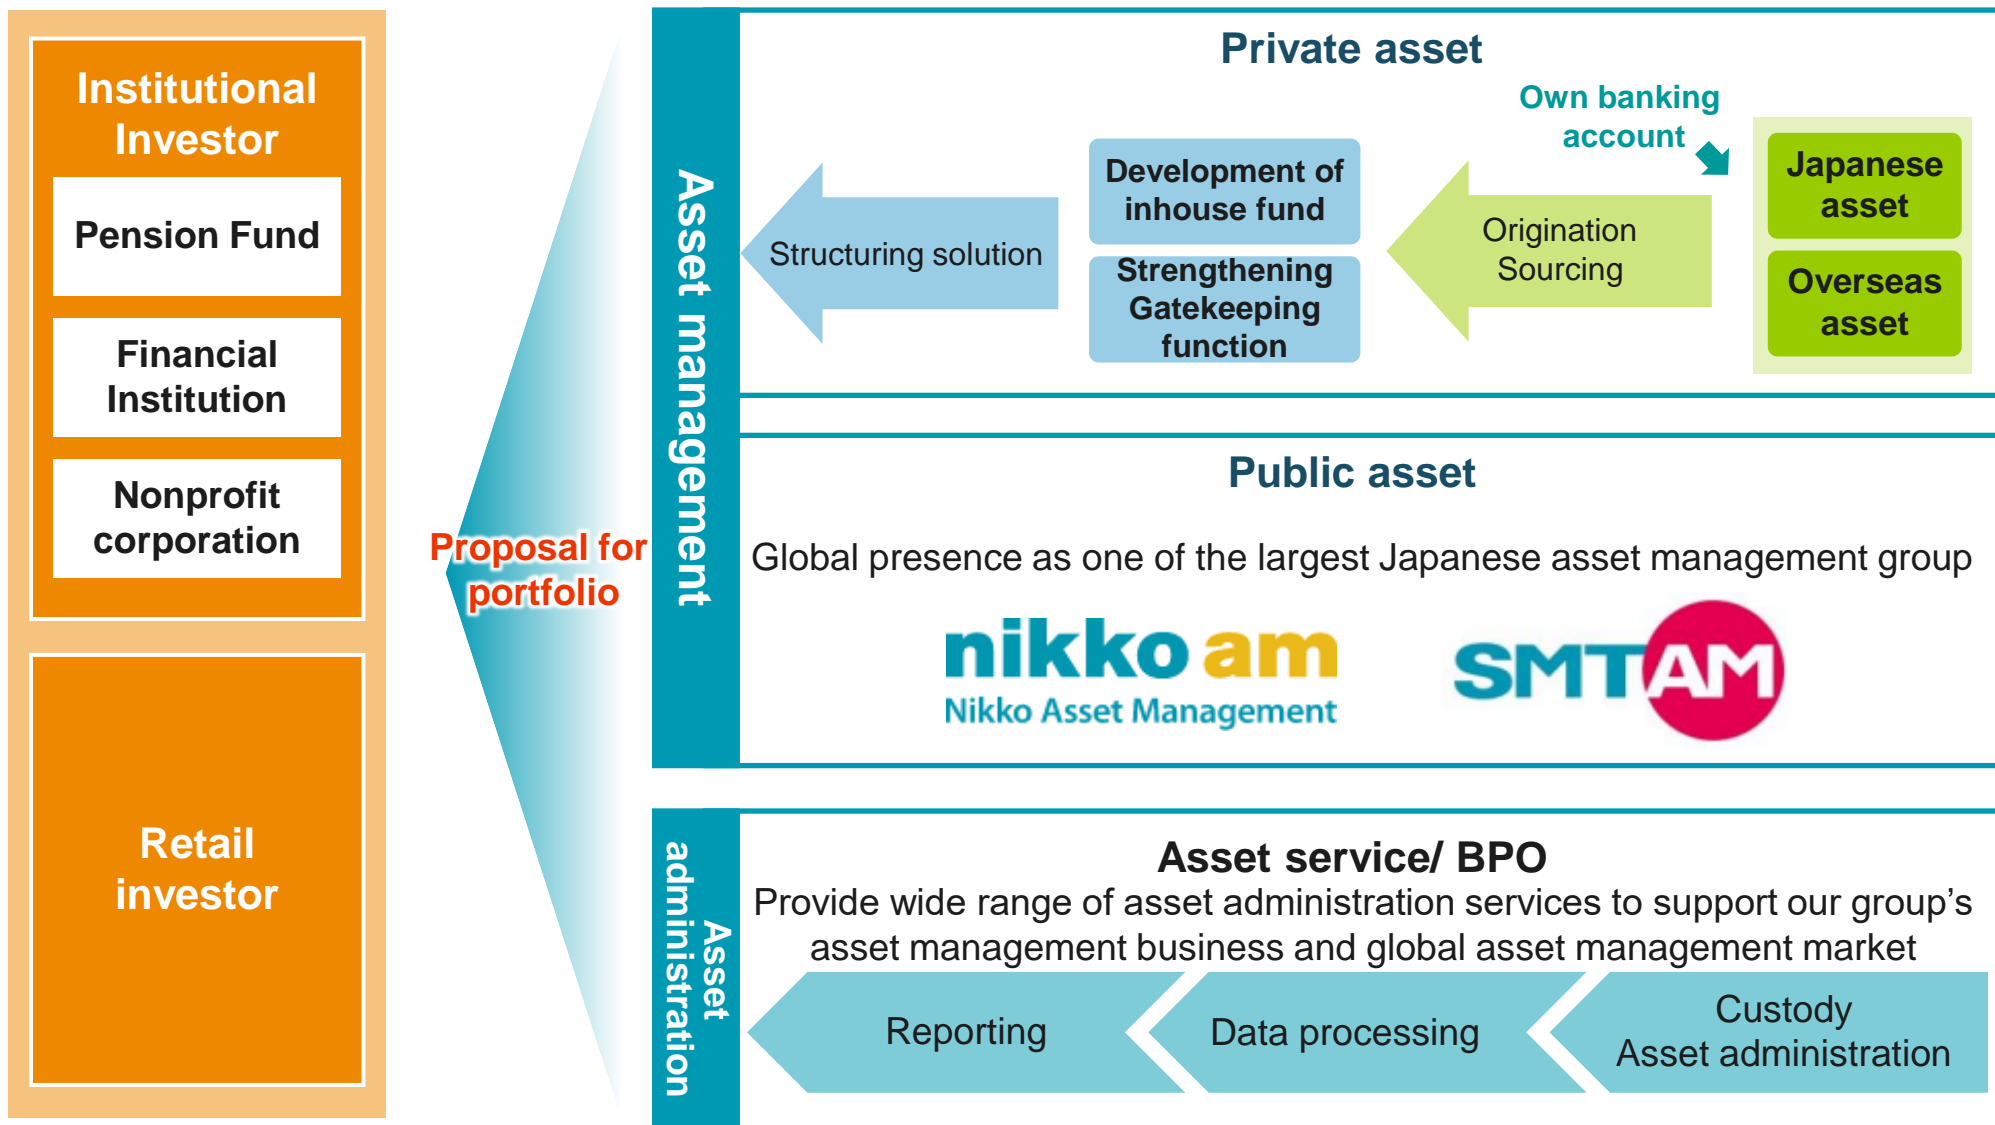 Institutional
Investor
Pension Fund
Financial
Institution
Nonprofit
corporation
Retail
investor
Proposal for
portfolio
Asset management
Private asset
Own banking
account
Structuring solution
Development of
inhouse fund
Strengthening
Gatekeeping
function
Origination
Sourcing
Japanese
asset
Overseas
asset
Public asset
Global presence as one of the largest Japanese asset management group
nikko am
Nikko Asset Management
SMTAM
Asset
administration
Asset service/ BPO
Provide wide range of asset administration services to support our group’s
asset management business and global asset management market
Reporting
Data processing
Custody
Asset administration